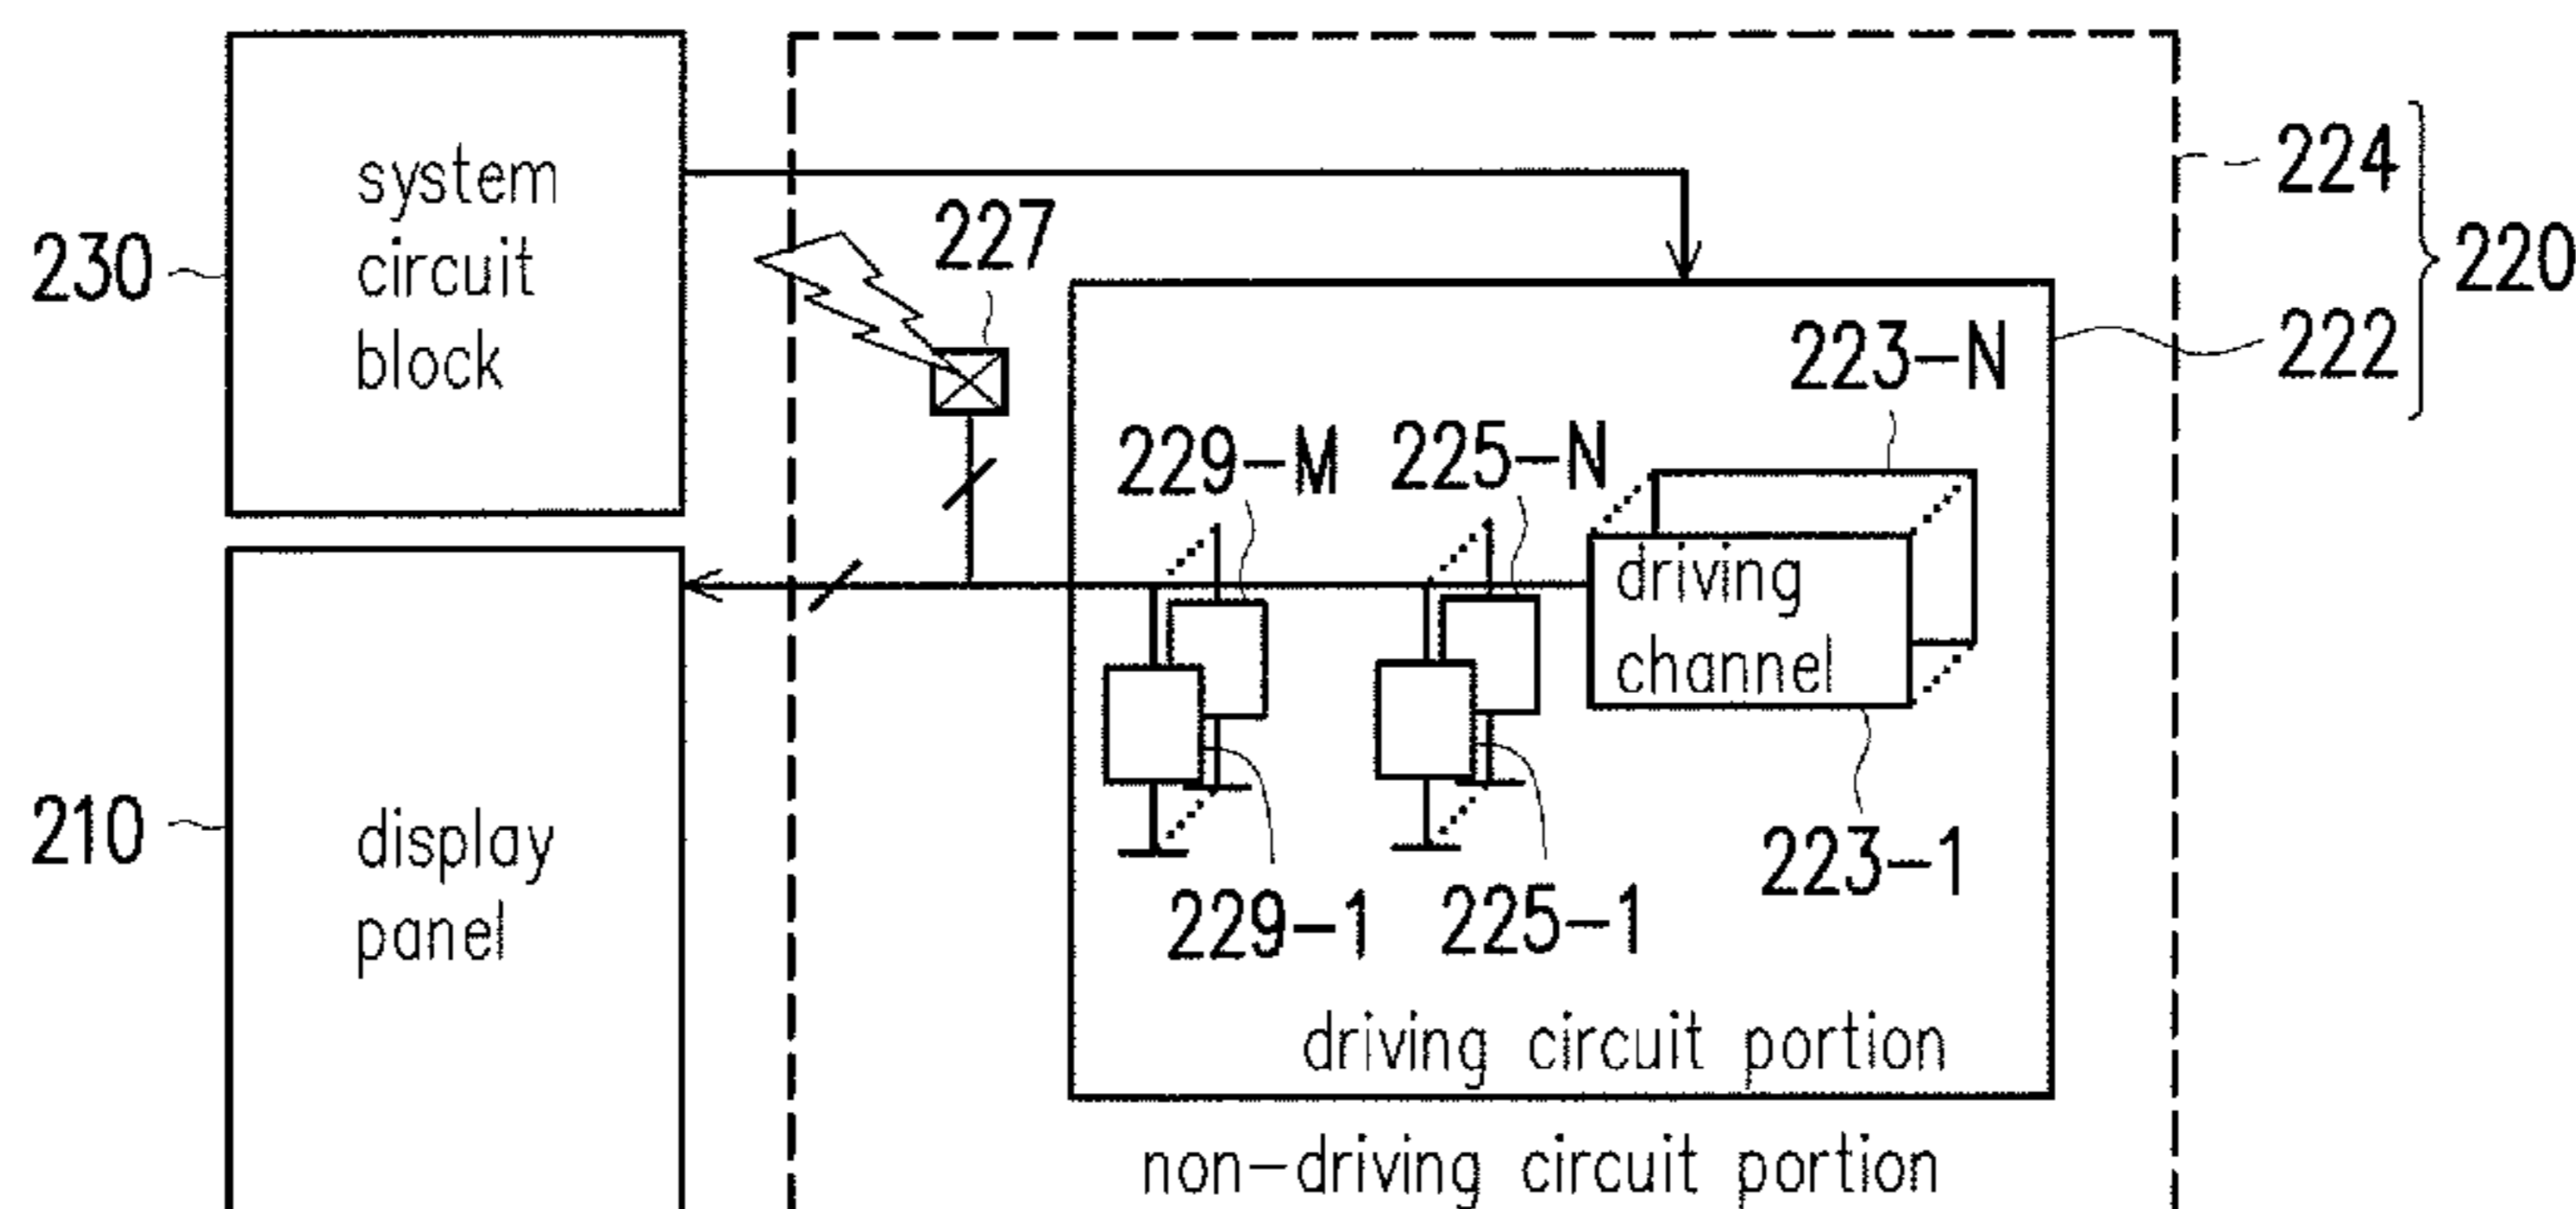 system
circuit
block
230
227
224
220
222
223-N
229-M
225-N
driving
channel
223-1
229-1
225-1
210
display
panel
driving circuit portion
non-driving circuit portion